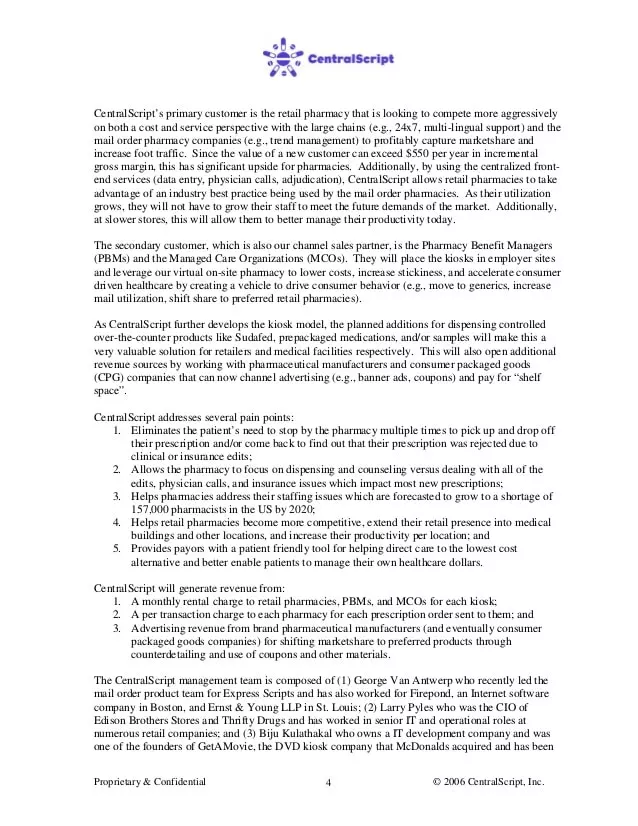 CentralScript
CentralScript's primary customer is the retail pharmacy that is looking to compete more aggressively
on both a cost and service perspective with the large chains (e.g., 24x7, multi-lingual support) and the
mail order pharmacy companies (e.g., trend management) to profitably capture marketshare and
increase foot traffic. Since the value of a new customer can exceed $550 per year in incremental
gross margin, this has significant upside for pharmacies. Additionally, by using the centralized front-
end services (data entry, physician calls, adjudication), CentralScript allows retail pharmacies to take
advantage of an industry best practice being used by the mail order pharmacies. As their utilization
grows, they will not have to grow their staff to meet the future demands of the market. Additionally,
at slower stores, this will allow them to better manage their productivity today.
The secondary customer, which is also our channel sales partner, is the Pharmacy Benefit Managers
(PBMs) and the Managed Care Organizations (MCOs). They will place the kiosks in employer sites
and leverage our virtual on-site pharmacy to lower costs, increase stickiness, and accelerate consumer
driven healthcare by creating a vehicle to drive consumer behavior (e.g., move to generics, increase
mail utilization, shift share to preferred retail pharmacies).
As CentralScript further develops the kiosk model, the planned additions for dispensing controlled
over-the-counter products like Sudafed, prepackaged medications, and/or samples will make this a
very valuable solution for retailers and medical facilities respectively. This will also open additional
revenue sources by working with pharmaceutical manufacturers and consumer packaged goods
(CPG) companies that can now channel advertising (e.g., banner ads, coupons) and pay for “shelf
space”.
CentralScript addresses several pain points:
1. Eliminates the patient's need to stop by the pharmacy multiple times to pick up and drop off
their prescription and/or come back to find out that their prescription was rejected due to
clinical or insurance edits;
2. Allows the pharmacy to focus on dispensing and counseling versus dealing with all of the
edits, physician calls, and insurance issues which impact most new prescriptions;
3. Helps pharmacies address their staffing issues which are forecasted to grow to a shortage of
157,000 pharmacists in the US by 2020;
4. Helps retail pharmacies become more competitive, extend their retail presence into medical
buildings and other locations, and increase their productivity per location; and
5. Provides payors with a patient friendly tool for helping direct care to the lowest cost
alternative and better enable patients to manage their own healthcare dollars.
CentralScript will generate revenue from:
1. A monthly rental charge to retail pharmacies, PBMs, and MCOs for each kiosk;
2. A per transaction charge to each pharmacy for each prescription order sent to them; and
3. Advertising revenue from brand pharmaceutical manufacturers (and eventually consumer
packaged goods companies) for shifting marketshare to preferred products through
counterdetailing and use of coupons and other materials.
The CentralScript management team is composed of (1) George Van Antwerp who recently led the
mail order product team for Express Scripts and has also worked for Firepond, an Internet software
company in Boston, and Ernst & Young LLP in St. Louis; (2) Larry Pyles who was the CIO of
Edison Brothers Stores and Thrifty Drugs and has worked in senior IT and operational roles at
numerous retail companies; and (3) Biju Kulathakal who owns a IT development company and was
one of the founders of GetAMovie, the DVD kiosk company that McDonalds acquired and has been
Proprietary & Confidential 4 © 2006 CentralScript, Inc.